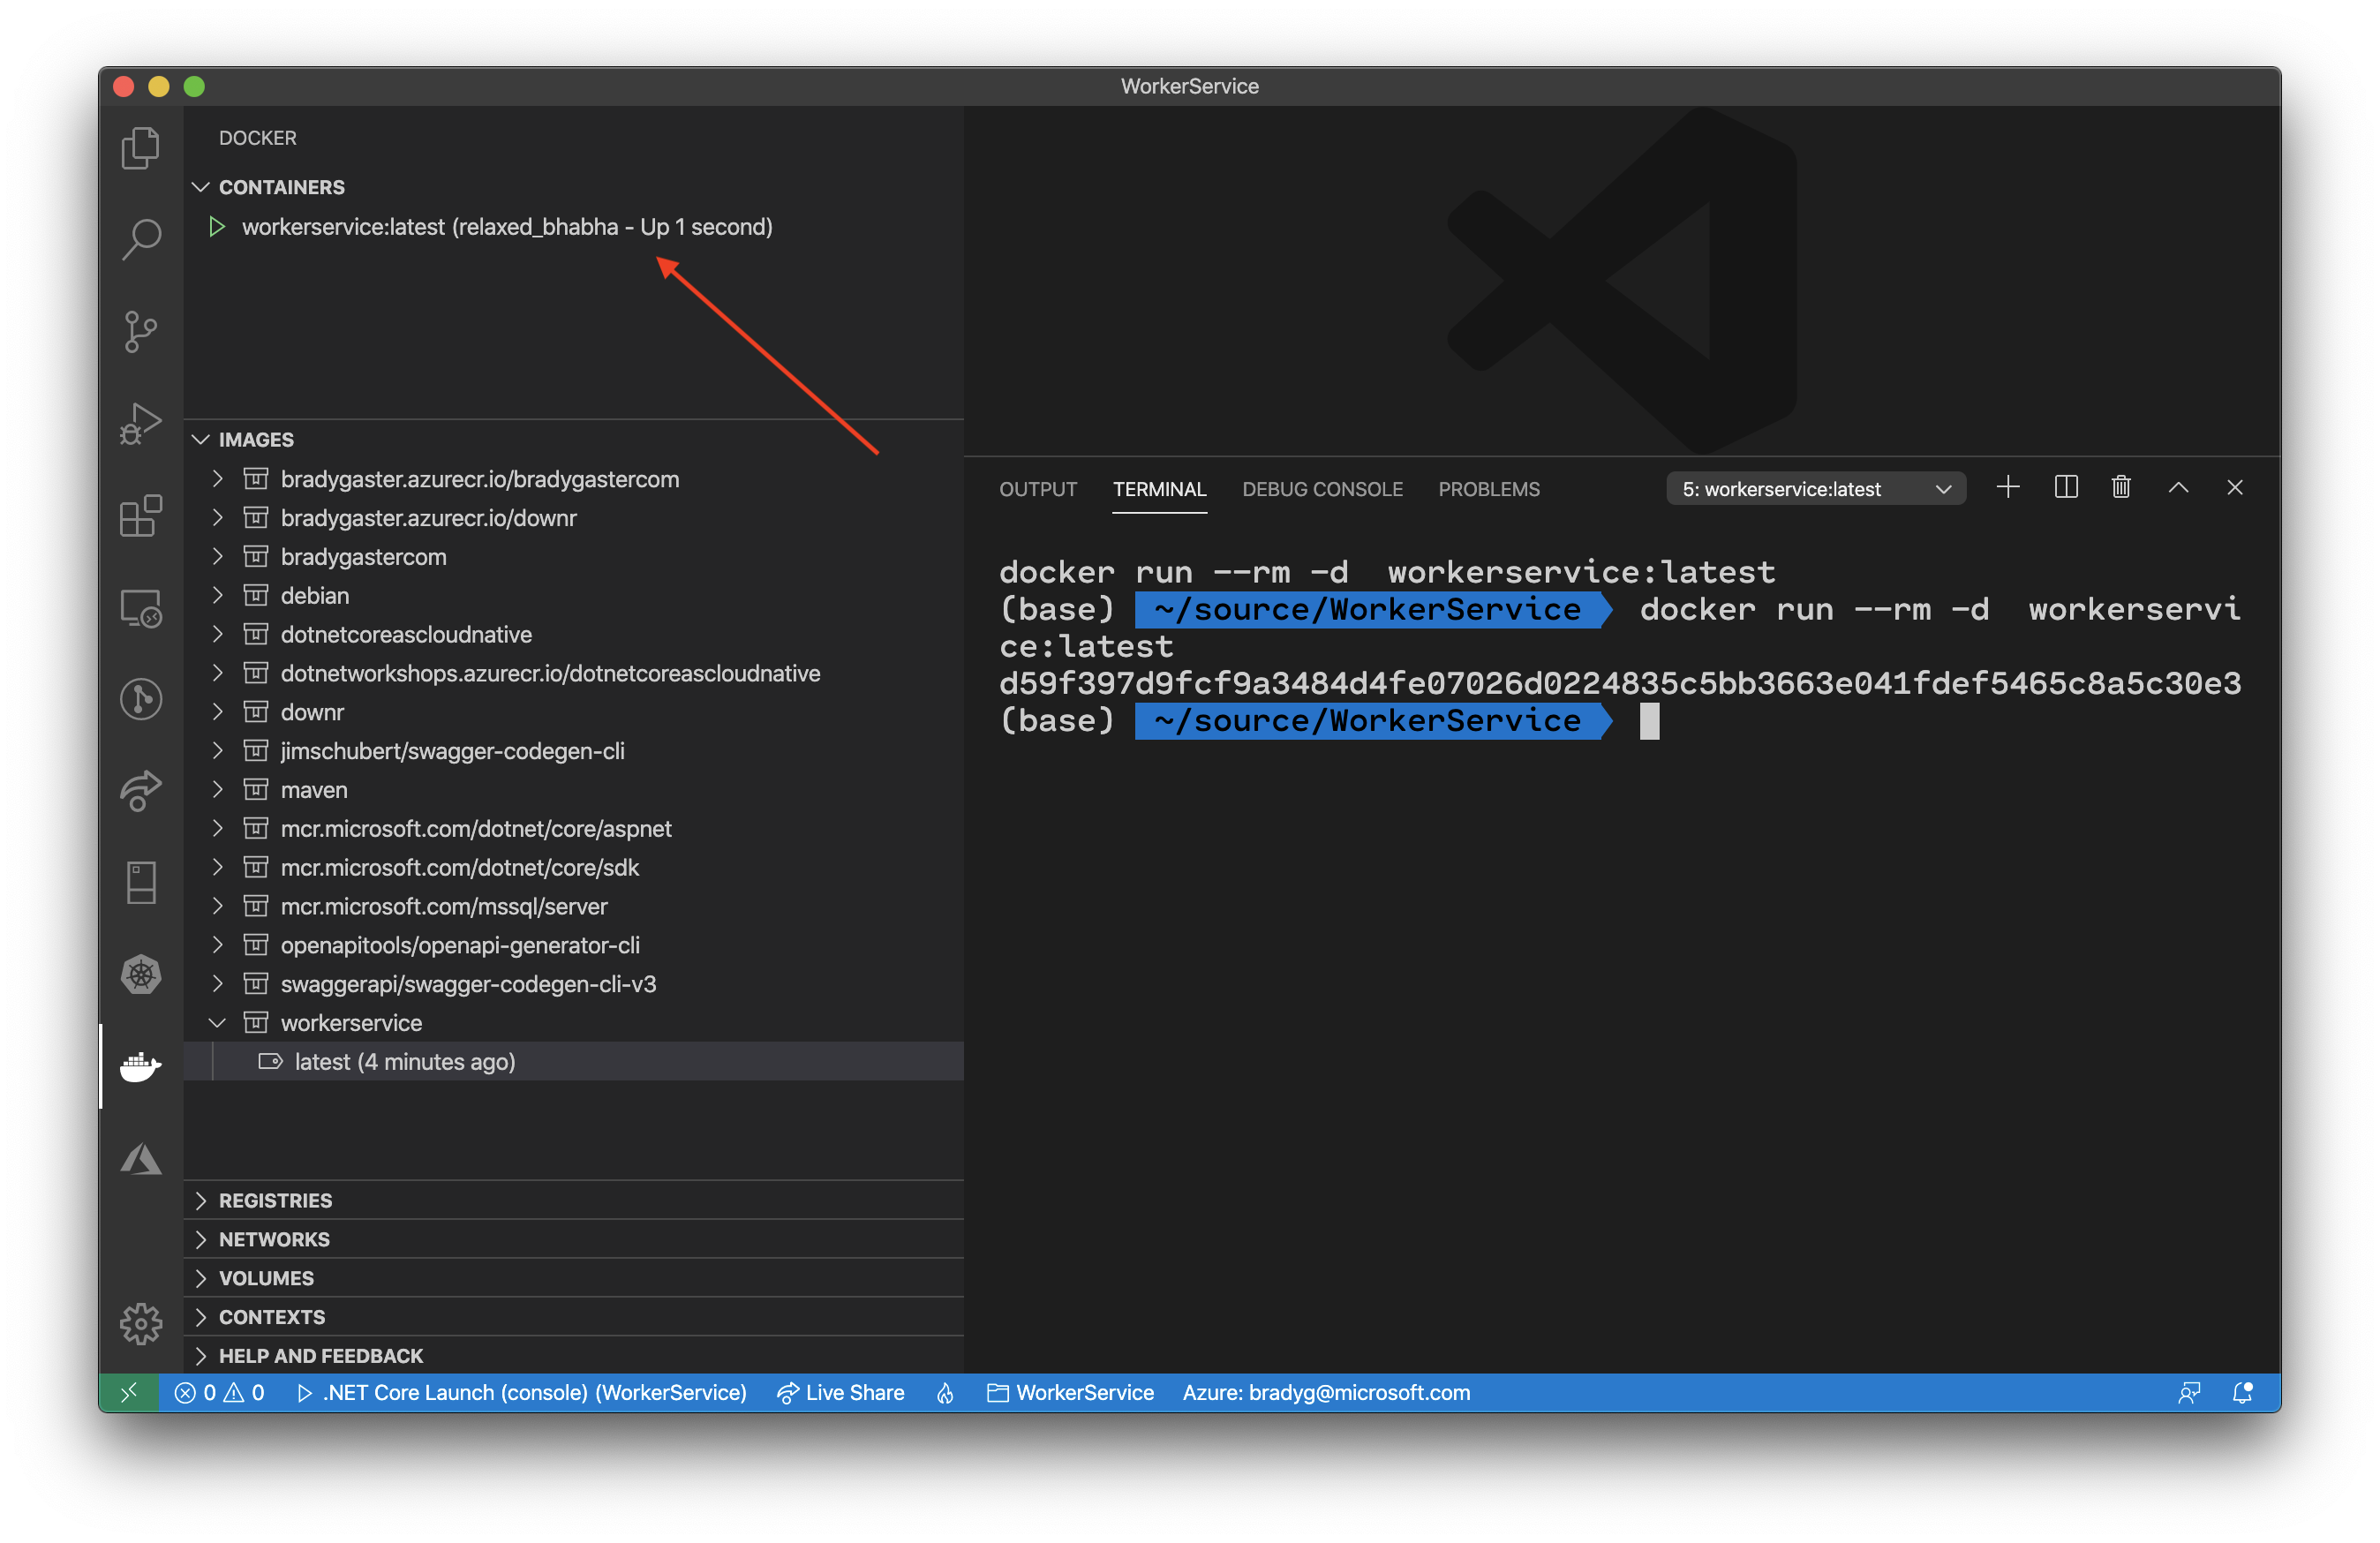 WorkerService
DOCKER
CONTAINERS
workerservice:latest (relaxed_bhabha - Up 1 second)
IMAGES
bradygaster.azurecr.io/bradygastercom
bradygaster.azurecr.io/downr
bradygastercom
debian
dotnetcoreascloudnative
dotnetworkshops.azurecr.io/dotnetcoreascloudnative
downr
jimschubert/swagger-codegen-cli
maven
mcr.microsoft.com/dotnet/core/aspnet
mcr.microsoft.com/dotnet/core/sdk
mcr.microsoft.com/mssql/server
openapitools/openapi-generator-cli
swaggerapi/swagger-codegen-cli-v3
workerservice
latest (4 minutes ago)
REGISTRIES
NETWORKS
VOLUMES
CONTEXTS
HELP AND FEEDBACK
OUTPUT TERMINAL DEBUG CONSOLE PROBLEMS 5: workerservice:latest
docker run --rm -d  workerservice:latest
(base) ~/source/WorkerService docker run --rm -d  workerservi
ce:latest
d59f397d9fcf9a3484d4fe07026d0224835c5bb3663e041fdef5465c8a5c30e3
(base) ~/source/WorkerService
0 0 .NET Core Launch (console) (WorkerService) Live Share WorkerService Azure: bradyg@microsoft.com